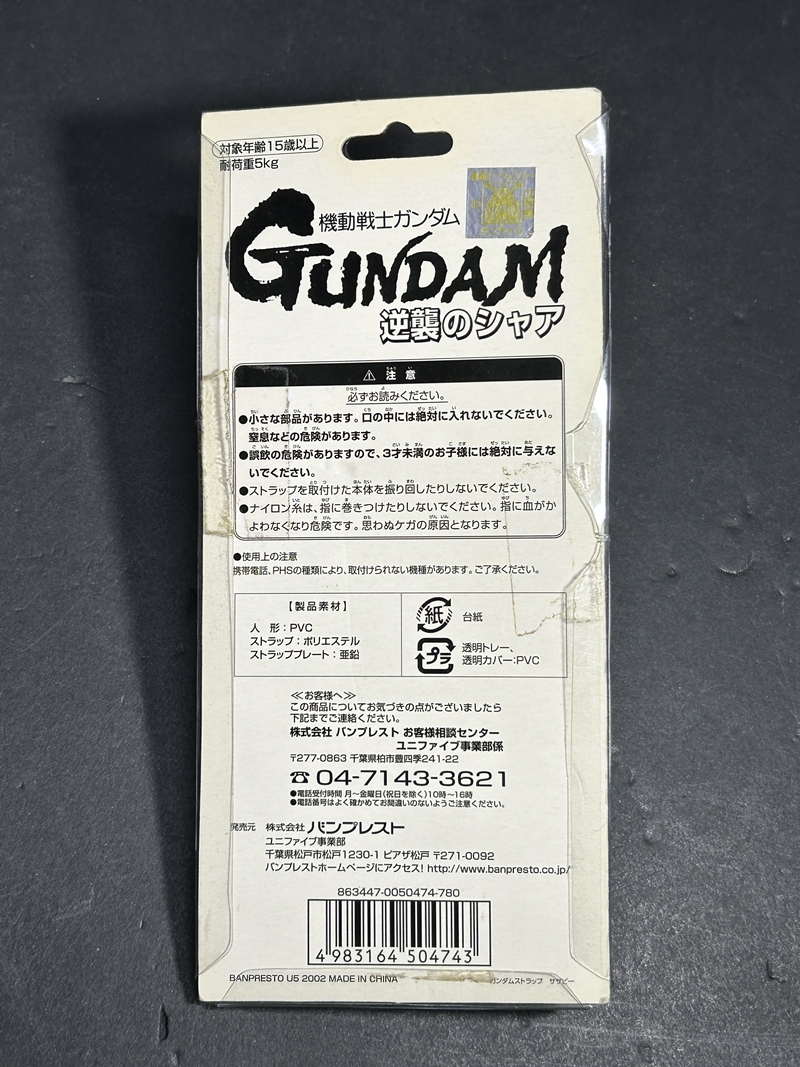 対象年齢15歳以上
耐荷重5kg
機動戦士ガンダム
GUNDAM
逆襲のシャア
⚠ 注意
必ずお読みください。
●小さな部品があります。口の中には絶対に入れないでください。
窒息などの危険があります。
●誤飲の危険がありますので、3才未満のお子様には絶対に与えな
いでください。
●ストラップを取付けた本体を振り回したりしないでください。
●ナイロン糸は、指に巻きつけたりしないでください。指に血がか
よわなくなり危険です。思わぬケガの原因となります。
●使用上の注意
携帯電話、PHSの種類により、取付けられない機種があります。ご了承ください。
【製品素材】
人 形：PVC
ストラップ：ポリエステル
ストラッププレート：亜鉛
紙 台紙
プラ 透明トレー、
透明カバー：PVC
≪お客様へ≫
この商品についてお気づきの点がございましたら
下記までご連絡ください。
株式会社 バンプレスト お客様相談センター
ユニファイブ事業部係
〒277-0863 千葉県柏市豊四季241-22
☎ 04-7143-3621
●電話受付時間 月〜金曜日(祝日を除く)10時〜16時
●電話番号はよく確かめてお間違いのないようご注意ください。
発売元 株式会社 バンプレスト
ユニファイブ事業部
千葉県松戸市松戸1230-1 ピアザ松戸 〒271-0092
バンプレストホームページにアクセス! http://www.banpresto.co.jp/
863447-0050474-780
4 983164 504743
BANPRESTO U5 2002 MADE IN CHINA
ガンダムストラップ サザビー